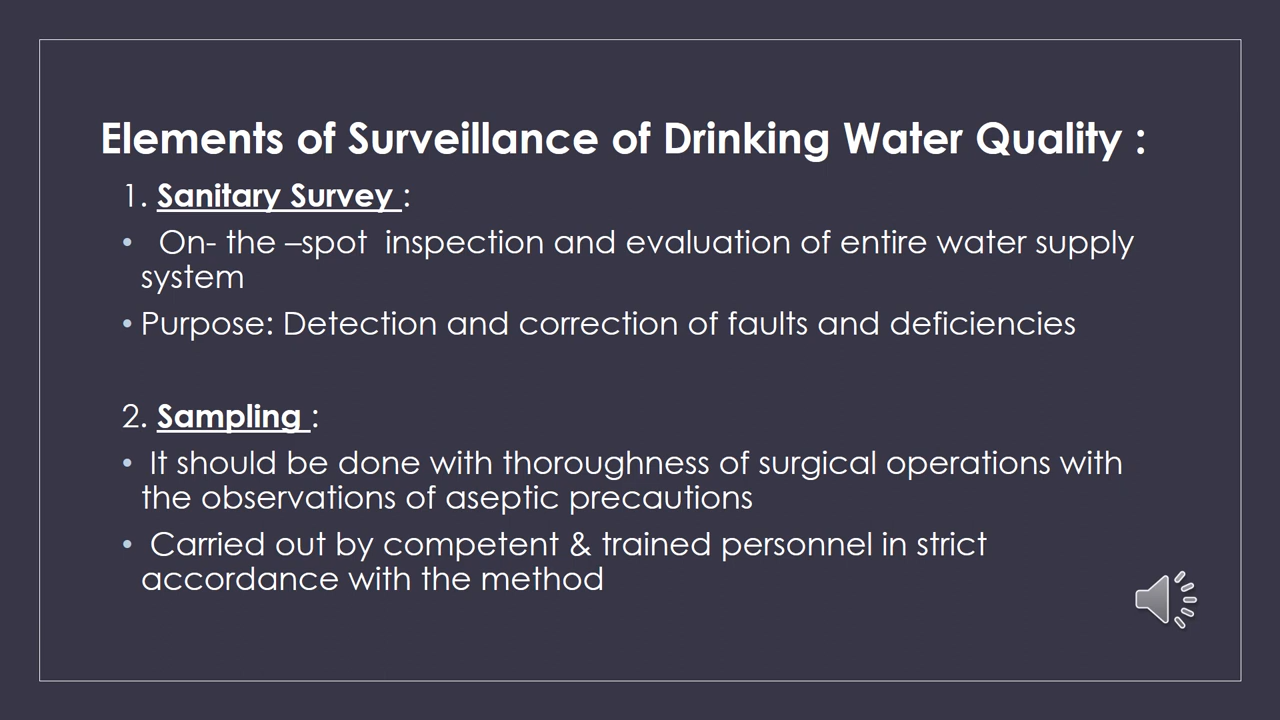 Elements of Surveillance of Drinking Water Quality :
1. Sanitary Survey :
• On- the –spot inspection and evaluation of entire water supply
system
• Purpose: Detection and correction of faults and deficiencies
2. Sampling :
• It should be done with thoroughness of surgical operations with
the observations of aseptic precautions
• Carried out by competent & trained personnel in strict
accordance with the method